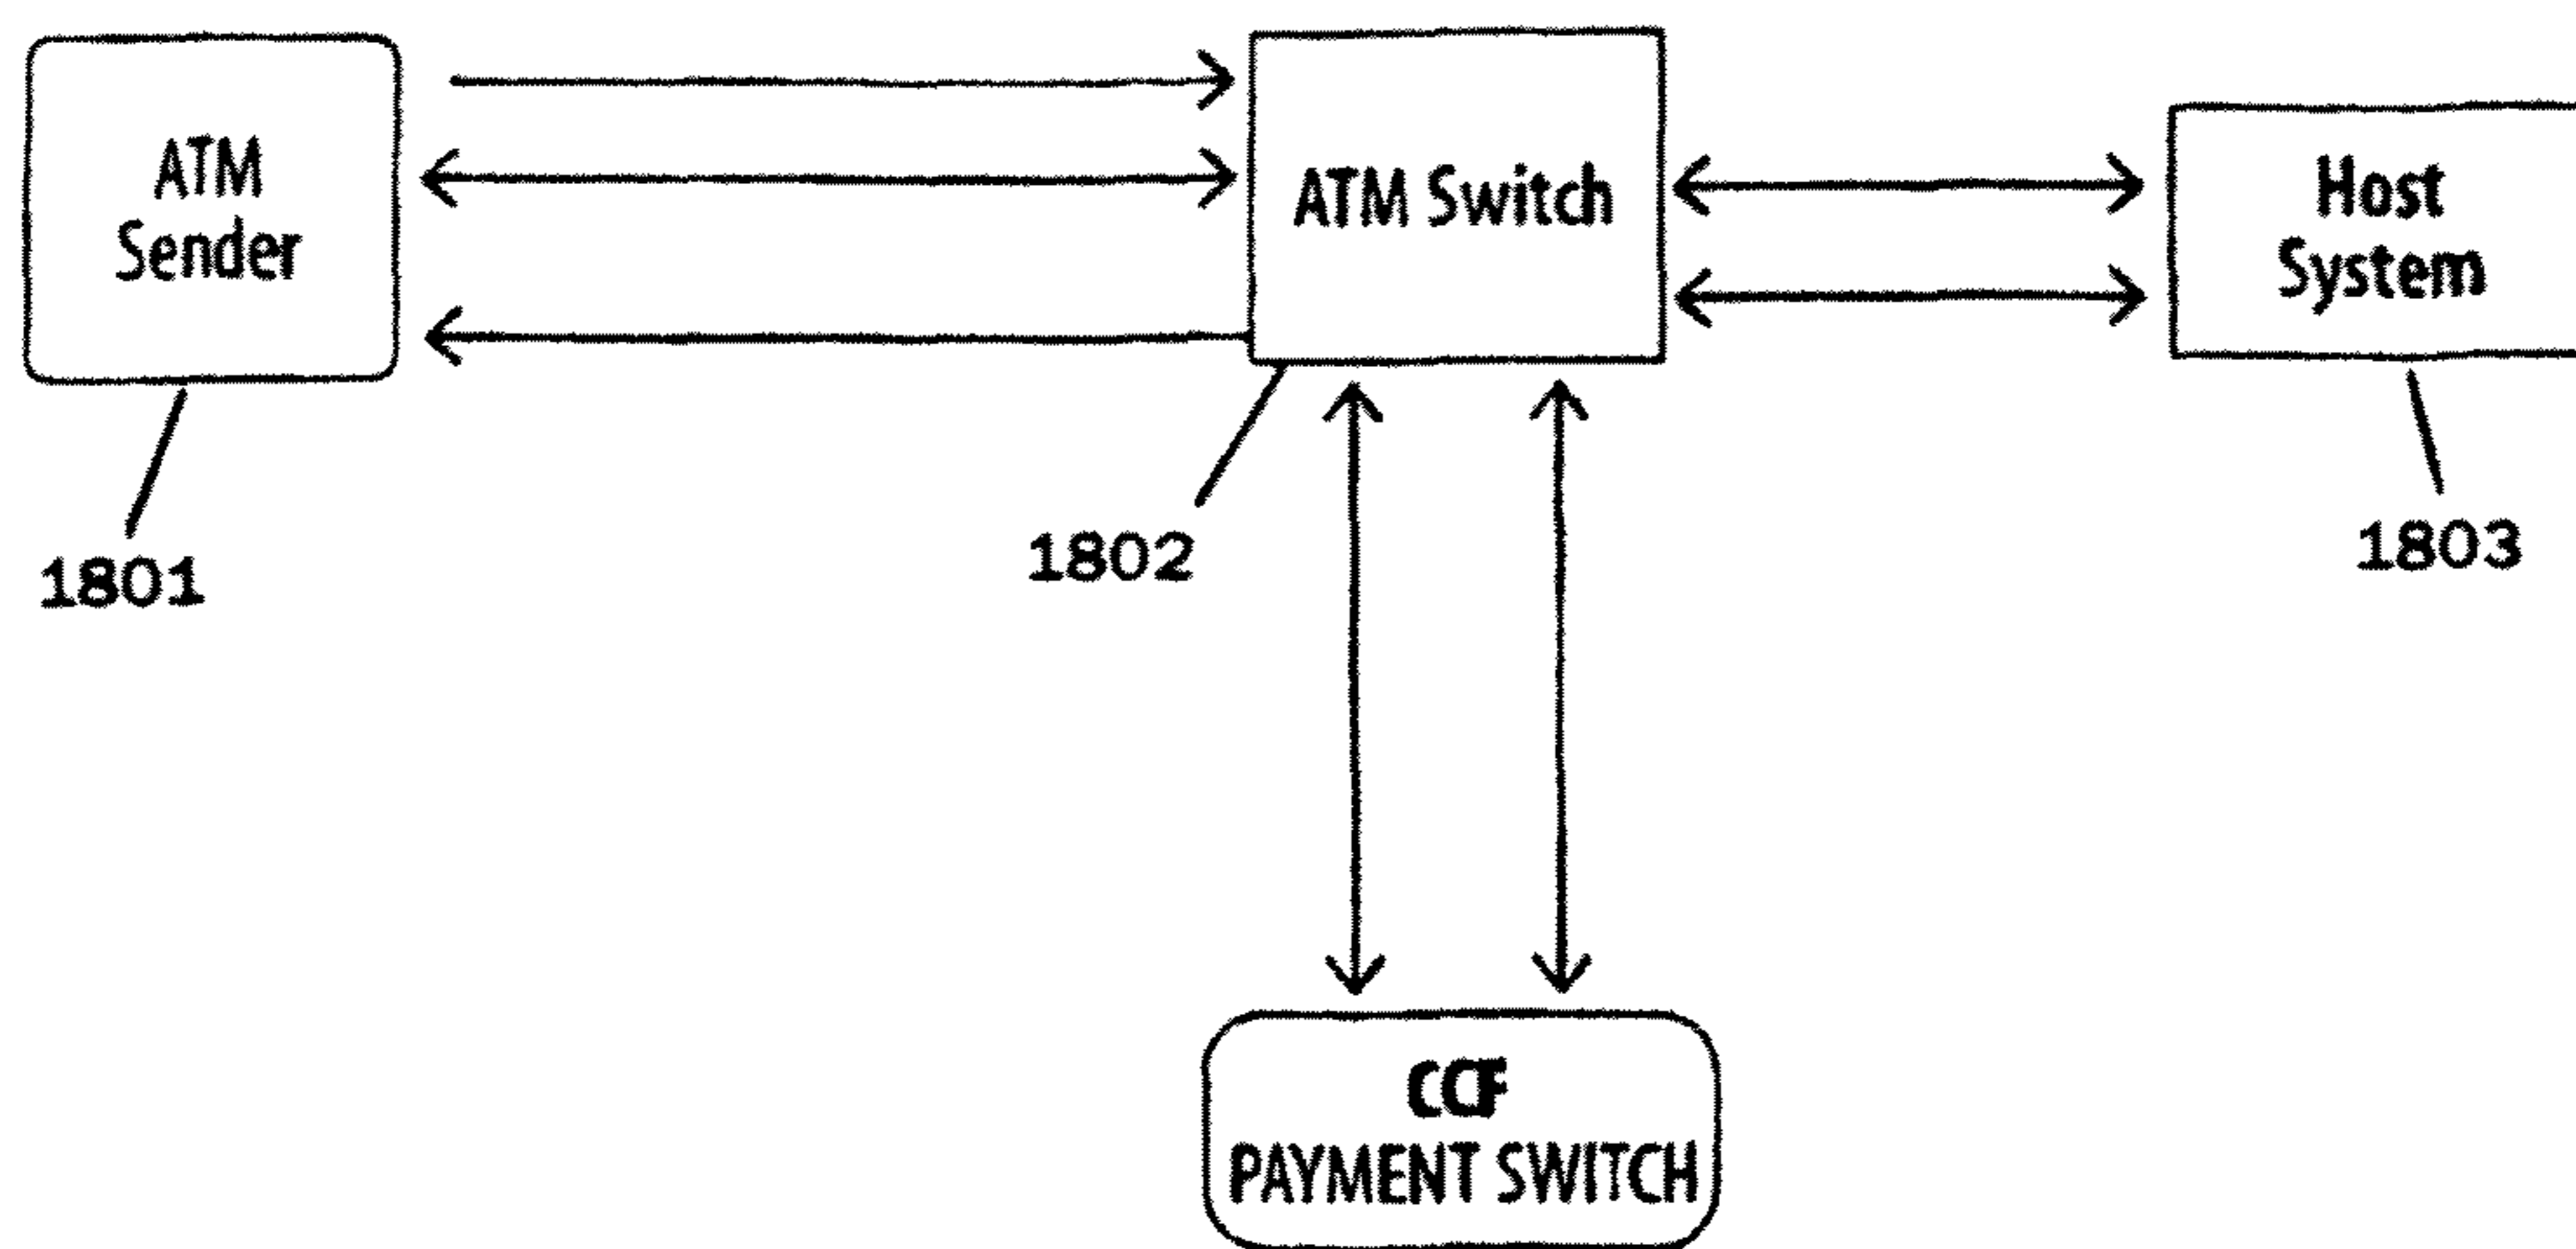 ATM
Sender
ATM Switch
Host
System
1801
1802
1803
CCF
PAYMENT SWITCH